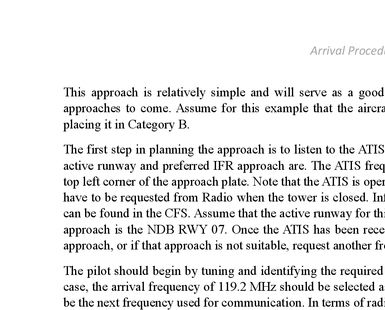 Arrival Proced
This approach is relatively simple and will serve as a good
approaches to come. Assume for this example that the aircra
placing it in Category B.
The first step in planning the approach is to listen to the ATIS
active runway and preferred IFR approach are. The ATIS freq
top left corner of the approach plate. Note that the ATIS is oper
have to be requested from Radio when the tower is closed. Inf
can be found in the CFS. Assume that the active runway for thi
approach is the NDB RWY 07. Once the ATIS has been rece
approach, or if that approach is not suitable, request another fr
The pilot should begin by tuning and identifying the required
case, the arrival frequency of 119.2 MHz should be selected a
be the next frequency used for communication. In terms of radi